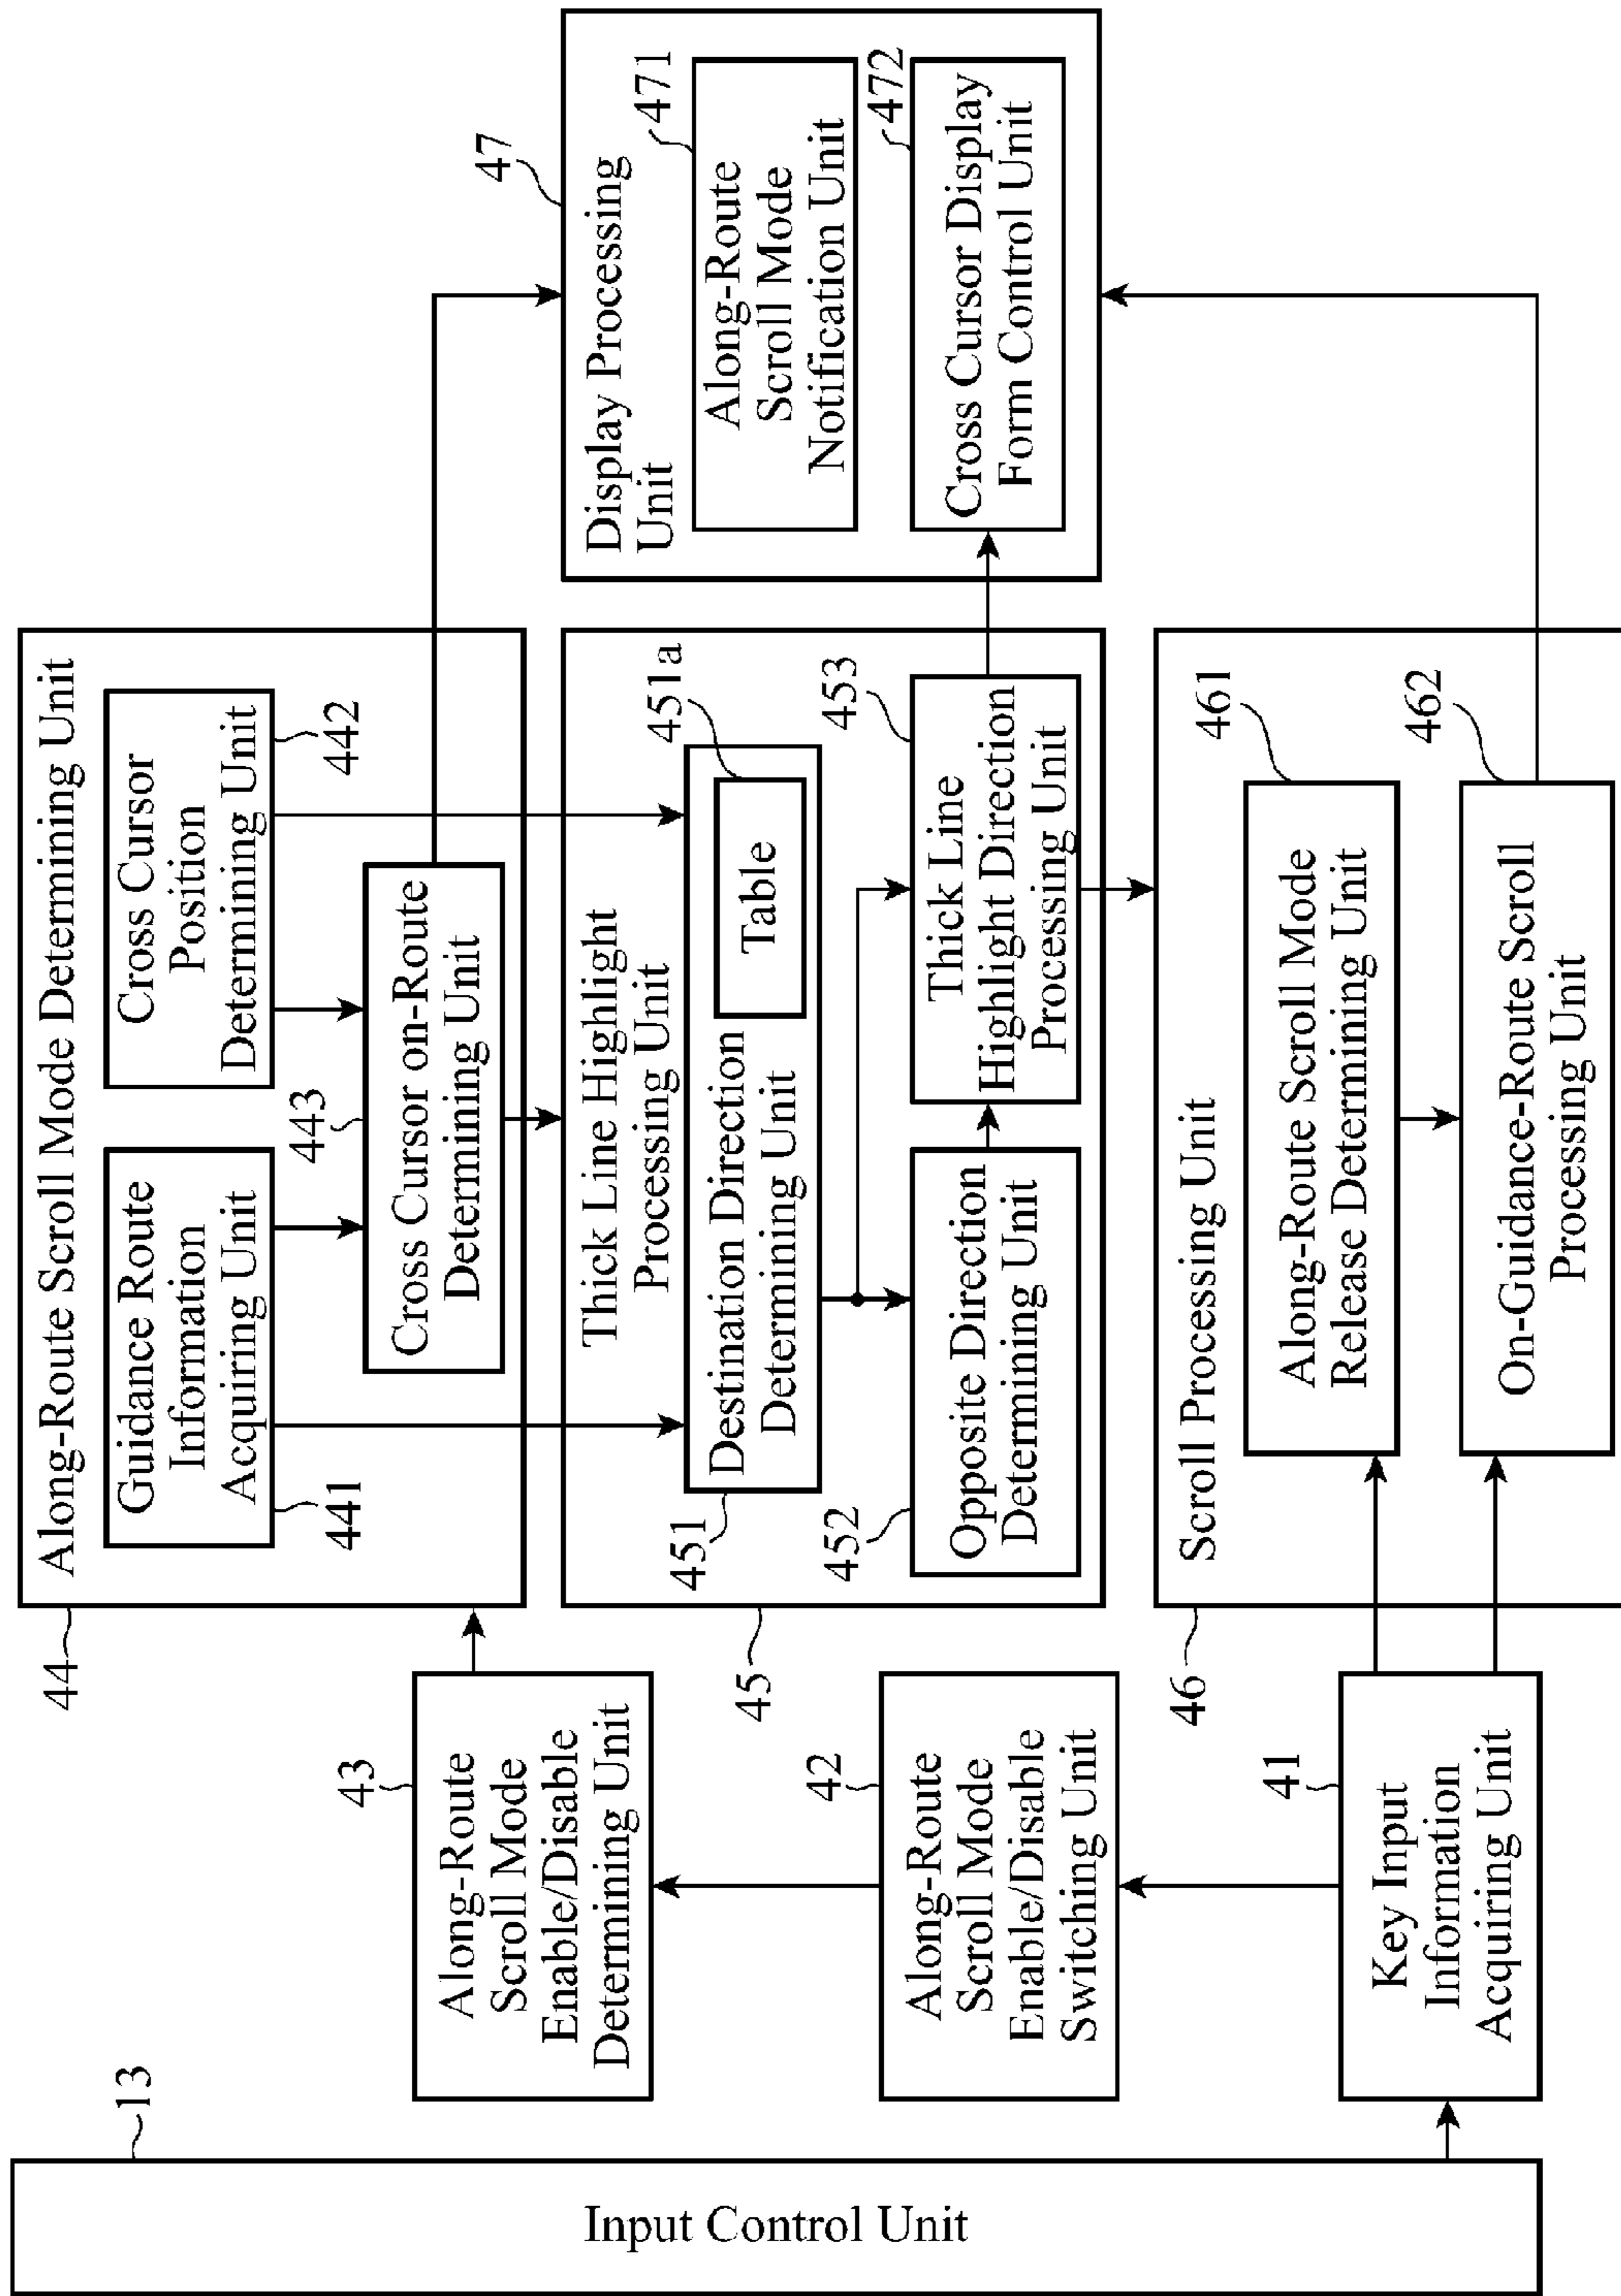 13
Input Control Unit
43
Along-Route
Scroll Mode
Enable/Disable
Determining Unit
42
Along-Route
Scroll Mode
Enable/Disable
Switching Unit
41
Key Input
Information
Acquiring Unit
44
Along-Route Scroll Mode Determining Unit
Guidance Route
Information
Acquiring Unit
441
Cross Cursor
Position
Determining Unit
442
443
Cross Cursor on-Route
Determining Unit
45
Thick Line Highlight
Processing Unit
451
Destination Direction
Determining Unit
451a
Table
452
Opposite Direction
Determining Unit
453
Thick Line
Highlight Direction
Processing Unit
46
Scroll Processing Unit
461
Along-Route Scroll Mode
Release Determining Unit
462
On-Guidance-Route Scroll
Processing Unit
47
Display Processing
Unit
471
Along-Route
Scroll Mode
Notification Unit
472
Cross Cursor Display
Form Control Unit